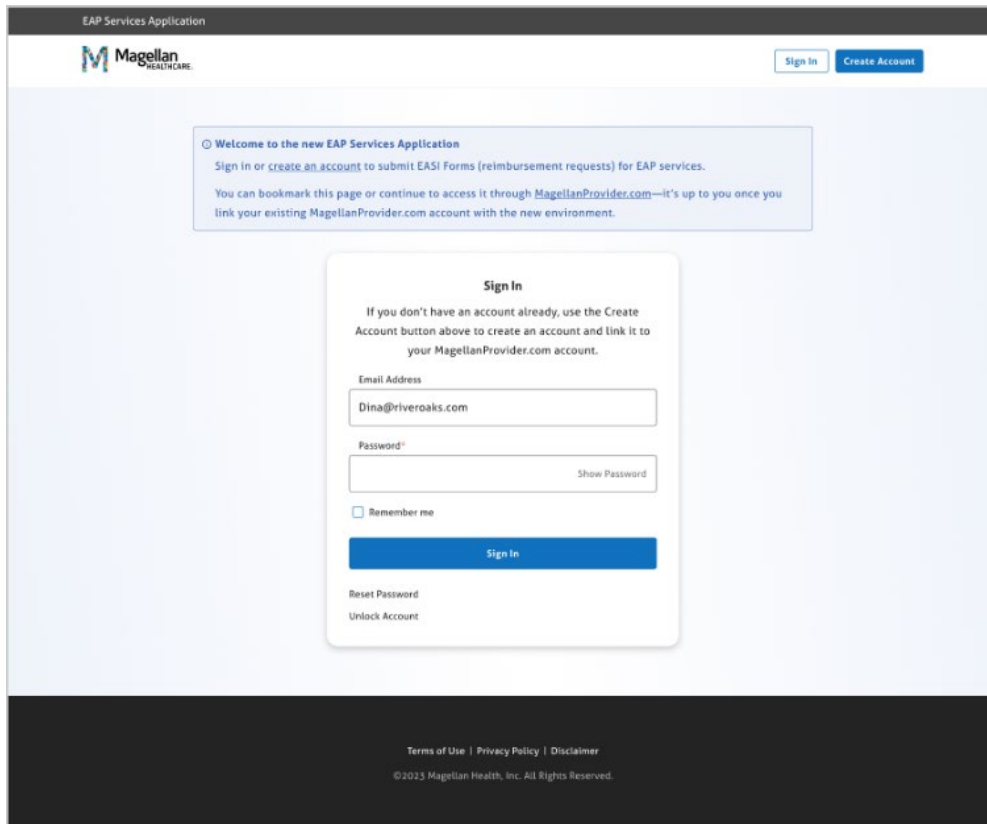 EAP Services Application
Magellan
HEALTHCARE.
Sign In
Create Account
Welcome to the new EAP Services Application
Sign in or create an account to submit EASI Forms (reimbursement requests) for EAP services.
You can bookmark this page or continue to access it through MagellanProvider.com—it's up to you once you
link your existing MagellanProvider.com account with the new environment.
Sign In
If you don't have an account already, use the Create
Account button above to create an account and link it to
your MagellanProvider.com account.
Email Address
Dina@riveroaks.com
Password*
Show Password
Remember me
Sign In
Reset Password
Unlock Account
Terms of Use | Privacy Policy | Disclaimer
©2023 Magellan Health, Inc. All Rights Reserved.